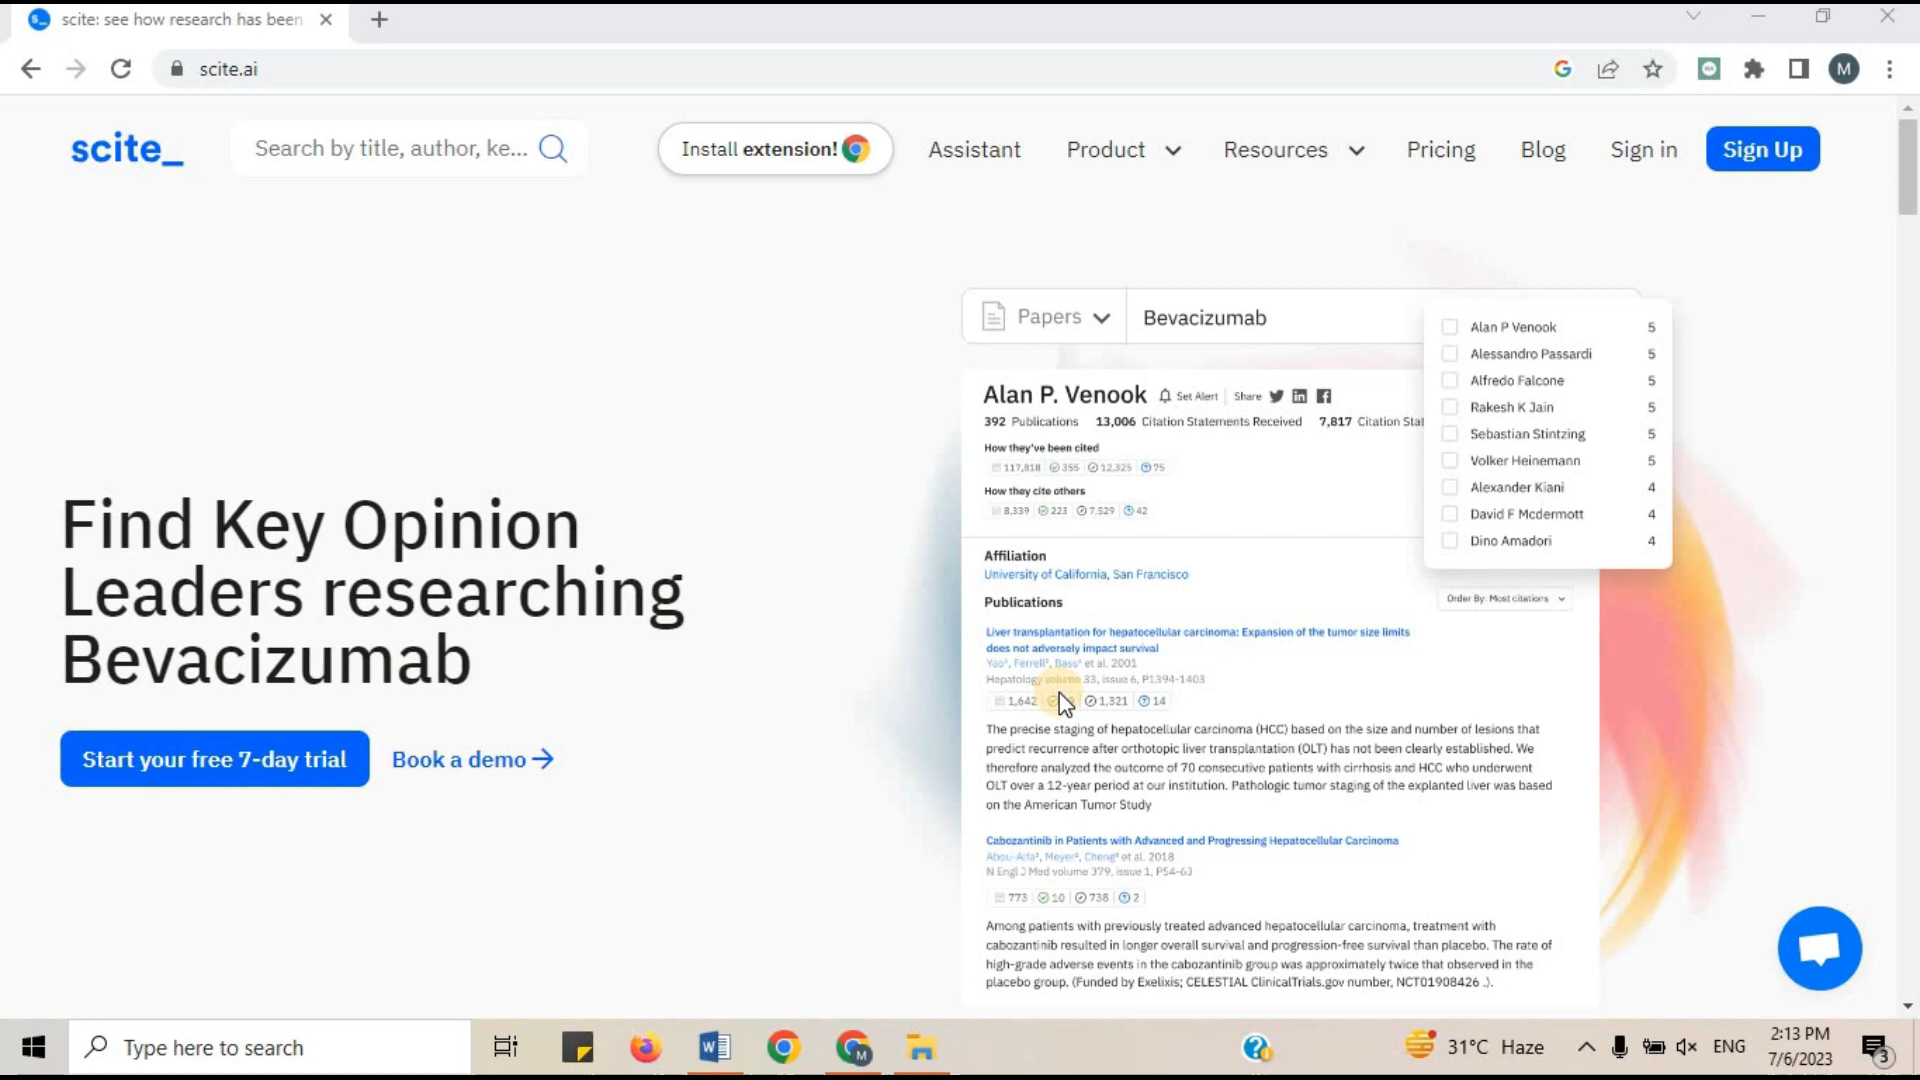 scite: see how research has been
scite.ai
M
scite_
Search by title, author, ke...
Install extension!
Assistant
Product
Resources
Pricing
Blog
Sign in
Sign Up
Find Key Opinion
Leaders researching
Bevacizumab
Start your free 7-day trial
Book a demo
Papers
Bevacizumab
Alan P Venook 5
Alessandro Passardi 5
Alfredo Falcone 5
Rakesh K Jain 5
Sebastian Stintzing 5
Volker Heinemann 5
Alexander Kiani 4
David F Mcdermott 4
Dino Amadori 4
Alan P. Venook Set Alert Share
392 Publications 13,006 Citation Statements Received 7,817 Citation Stat
How they've been cited
117,818 355 12,325 75
How they cite others
8,339 223 7,529 42
Affiliation
University of California, San Francisco
Publications
Order By: Most citations
Liver transplantation for hepatocellular carcinoma: Expansion of the tumor size limits
does not adversely impact survival
Yao¹, Ferrell², Bass³ et al. 2001
Hepatology volume 33, issue 6, P1394-1403
1,642 1,321 14
The precise staging of hepatocellular carcinoma (HCC) based on the size and number of lesions that
predict recurrence after orthotopic liver transplantation (OLT) has not been clearly established. We
therefore analyzed the outcome of 70 consecutive patients with cirrhosis and HCC who underwent
OLT over a 12-year period at our institution. Pathologic tumor staging of the explanted liver was based
on the American Tumor Study
Cabozantinib in Patients with Advanced and Progressing Hepatocellular Carcinoma
Abou-Alfa¹, Meyer², Cheng³ et al. 2018
N Engl J Med volume 379, issue 1, P54-63
773 10 738 2
Among patients with previously treated advanced hepatocellular carcinoma, treatment with
cabozantinib resulted in longer overall survival and progression-free survival than placebo. The rate of
high-grade adverse events in the cabozantinib group was approximately twice that observed in the
placebo group. (Funded by Exelixis; CELESTIAL ClinicalTrials.gov number, NCT01908426 .).
Type here to search
31°C Haze
ENG
2:13 PM
7/6/2023
3